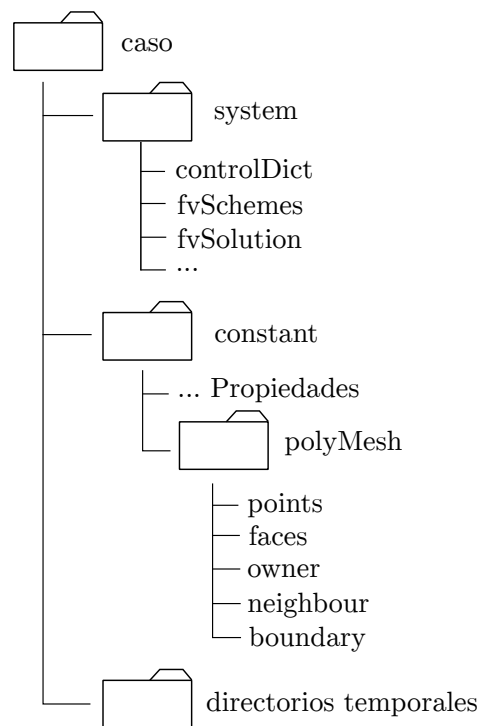 caso
system
controlDict
fvSchemes
fvSolution
...
constant
... Propiedades
polyMesh
points
faces
owner
neighbour
boundary
directorios temporales